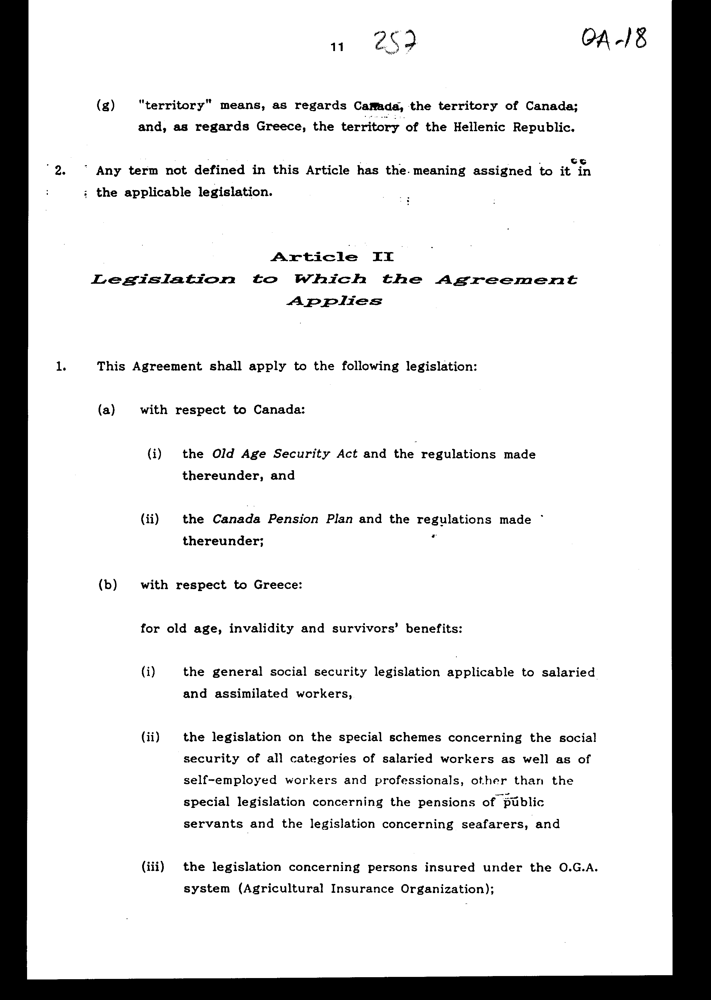 11 257 OA-18
(g) "territory" means, as regards Canada, the territory of Canada;
and, as regards Greece, the territory of the Hellenic Republic.
2. Any term not defined in this Article has the meaning assigned to it in
the applicable legislation.
Article II
Legislation to Which the Agreement
Applies
1. This Agreement shall apply to the following legislation:
(a) with respect to Canada:
(i) the Old Age Security Act and the regulations made
thereunder, and
(ii) the Canada Pension Plan and the regulations made
thereunder;
(b) with respect to Greece:
for old age, invalidity and survivors' benefits:
(i) the general social security legislation applicable to salaried
and assimilated workers,
(ii) the legislation on the special schemes concerning the social
security of all categories of salaried workers as well as of
self-employed workers and professionals, other than the
special legislation concerning the pensions of public
servants and the legislation concerning seafarers, and
(iii) the legislation concerning persons insured under the O.G.A.
system (Agricultural Insurance Organization);